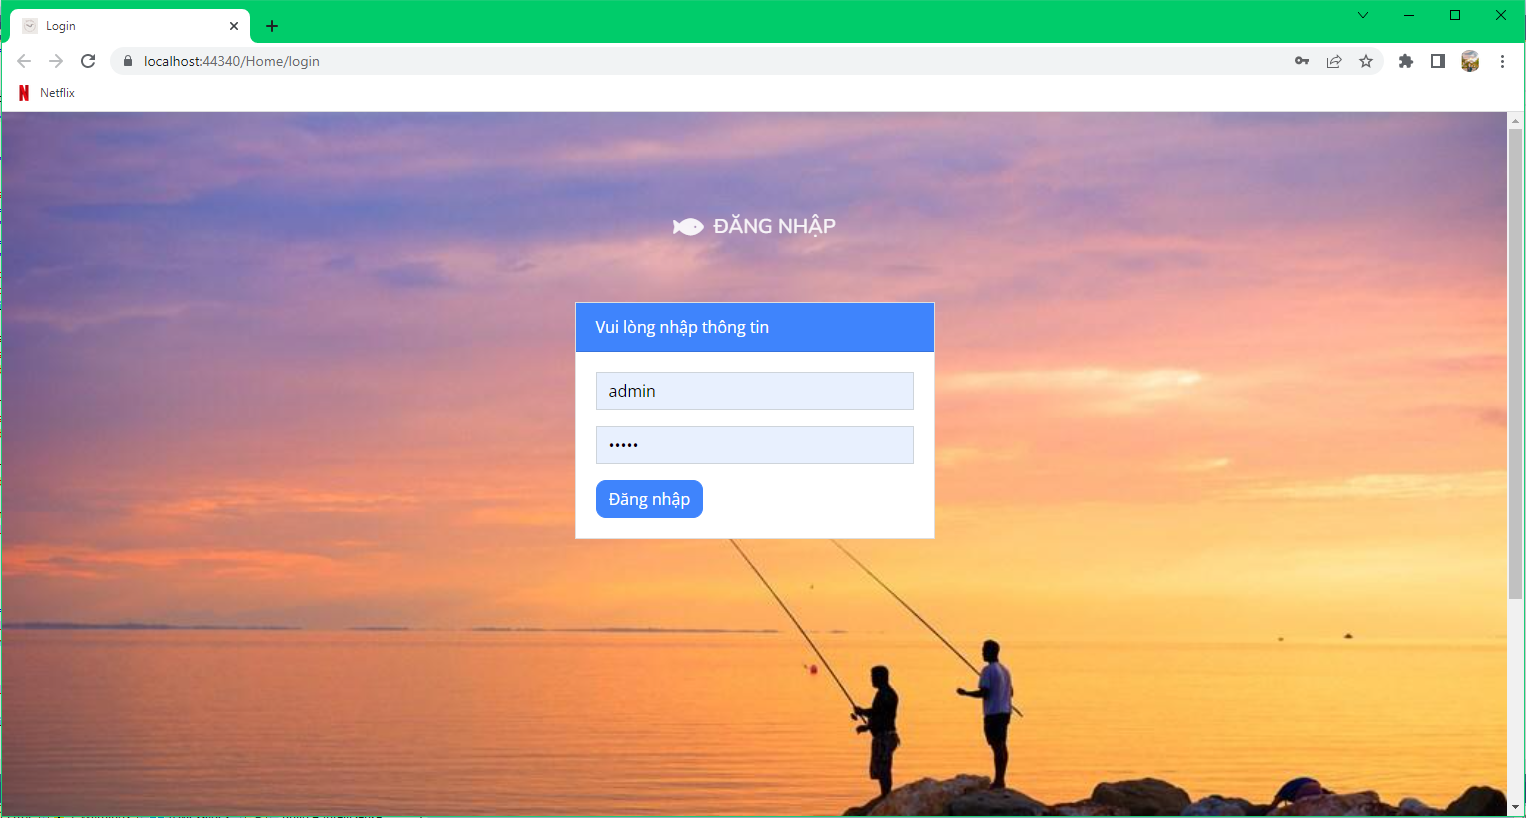 Login
localhost:44340/Home/login
Netflix
ĐĂNG NHẬP
Vui lòng nhập thông tin
admin
•••••
Đăng nhập